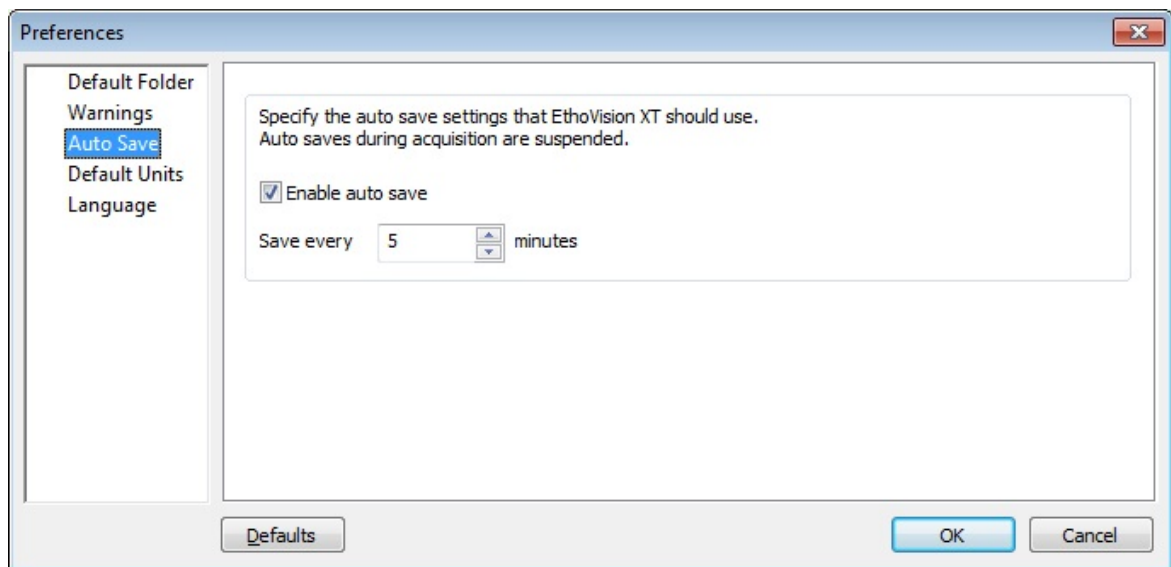 Preferences
Default Folder
Warnings
Auto Save
Default Units
Language
Specify the auto save settings that EthoVision XT should use.
Auto saves during acquisition are suspended.
Enable auto save
Save every 5 minutes
Defaults
OK
Cancel